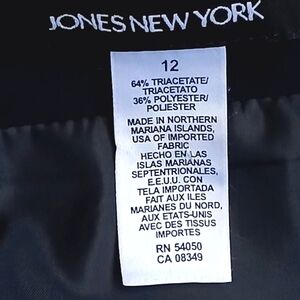 JONES NEW YORK
12
64% TRIACETATE/
TRIACETATO
36% POLYESTER/
POLIESTER
MADE IN NORTHERN
MARIANA ISLANDS,
USA OF IMPORTED
FABRIC
HECHO EN LAS
ISLAS MARIANAS
SEPTENTRIONALES,
E.E.U.U. CON
TELA IMPORTADA
FAIT AUX ILES
MARIANES DU NORD,
AUX ETATS-UNIS
AVEC DES TISSUS
IMPORTES
RN 54050
CA 08349